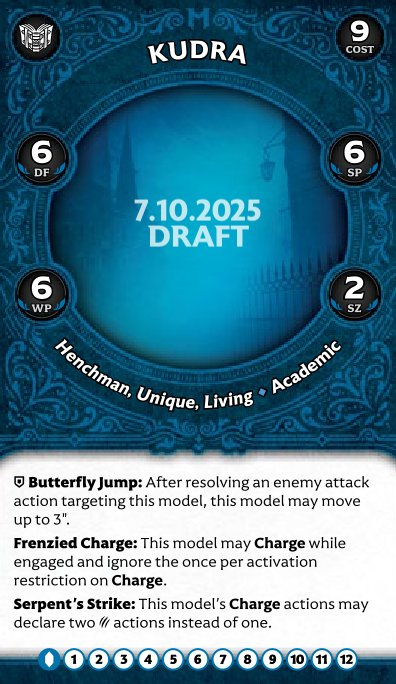 KUDRA
9
COST
6
DF
6
SP
7.10.2025
DRAFT
6
WP
2
SZ
Henchman, Unique, Living ⬥ Academic
Butterfly Jump: After resolving an enemy attack
action targeting this model, this model may move
up to 3".
Frenzied Charge: This model may Charge while
engaged and ignore the once per activation
restriction on Charge.
Serpent's Strike: This model's Charge actions may
declare two actions instead of one.
1 2 3 4 5 6 7 8 9 10 11 12